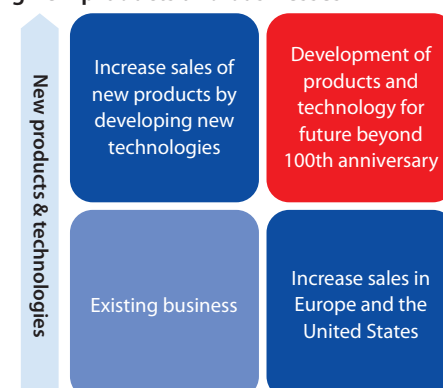 New products & technologies
Increase sales of
new products by
developing new
technologies
Development of
products and
technology for
future beyond
100th anniversary
Existing business
Increase sales in
Europe and the
United States